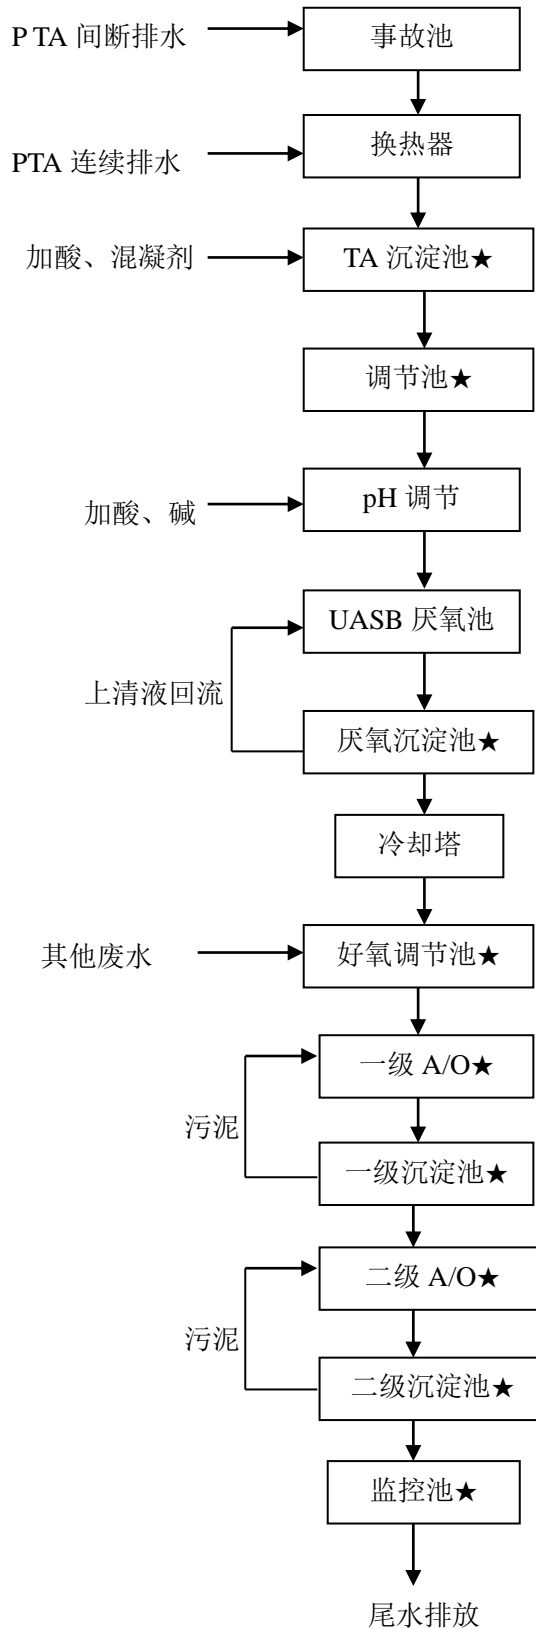 P TA 间断排水
事故池
换热器
PTA 连续排水
加酸、混凝剂
TA 沉淀池★
调节池★
pH 调节
加酸、碱
UASB 厌氧池
上清液回流
厌氧沉淀池★
冷却塔
其他废水
好氧调节池★
一级 A/O★
污泥
一级沉淀池★
二级 A/O★
污泥
二级沉淀池★
监控池★
尾水排放